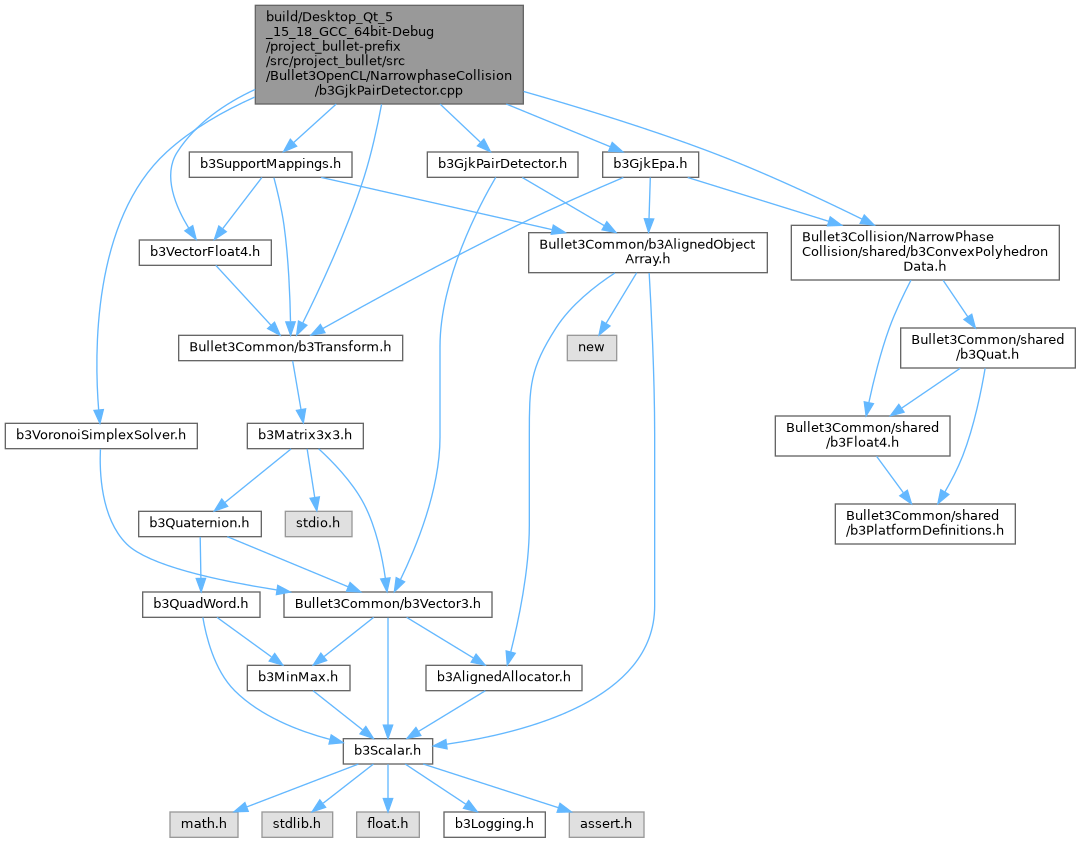 build/Desktop_Qt_5
_15_18_GCC_64bit-Debug
/project_bullet-prefix
/src/project_bullet/src
/Bullet3OpenCL/NarrowphaseCollision
/b3GjkPairDetector.cpp
b3SupportMappings.h
b3GjkPairDetector.h
b3GjkEpa.h
b3VectorFloat4.h
Bullet3Common/b3AlignedObject
Array.h
Bullet3Collision/NarrowPhase
Collision/shared/b3ConvexPolyhedron
Data.h
Bullet3Common/b3Transform.h
new
Bullet3Common/shared
/b3Quat.h
b3VoronoiSimplexSolver.h
b3Matrix3x3.h
Bullet3Common/shared
/b3Float4.h
b3Quaternion.h
stdio.h
Bullet3Common/shared
/b3PlatformDefinitions.h
b3QuadWord.h
Bullet3Common/b3Vector3.h
b3MinMax.h
b3AlignedAllocator.h
b3Scalar.h
math.h
stdlib.h
float.h
b3Logging.h
assert.h